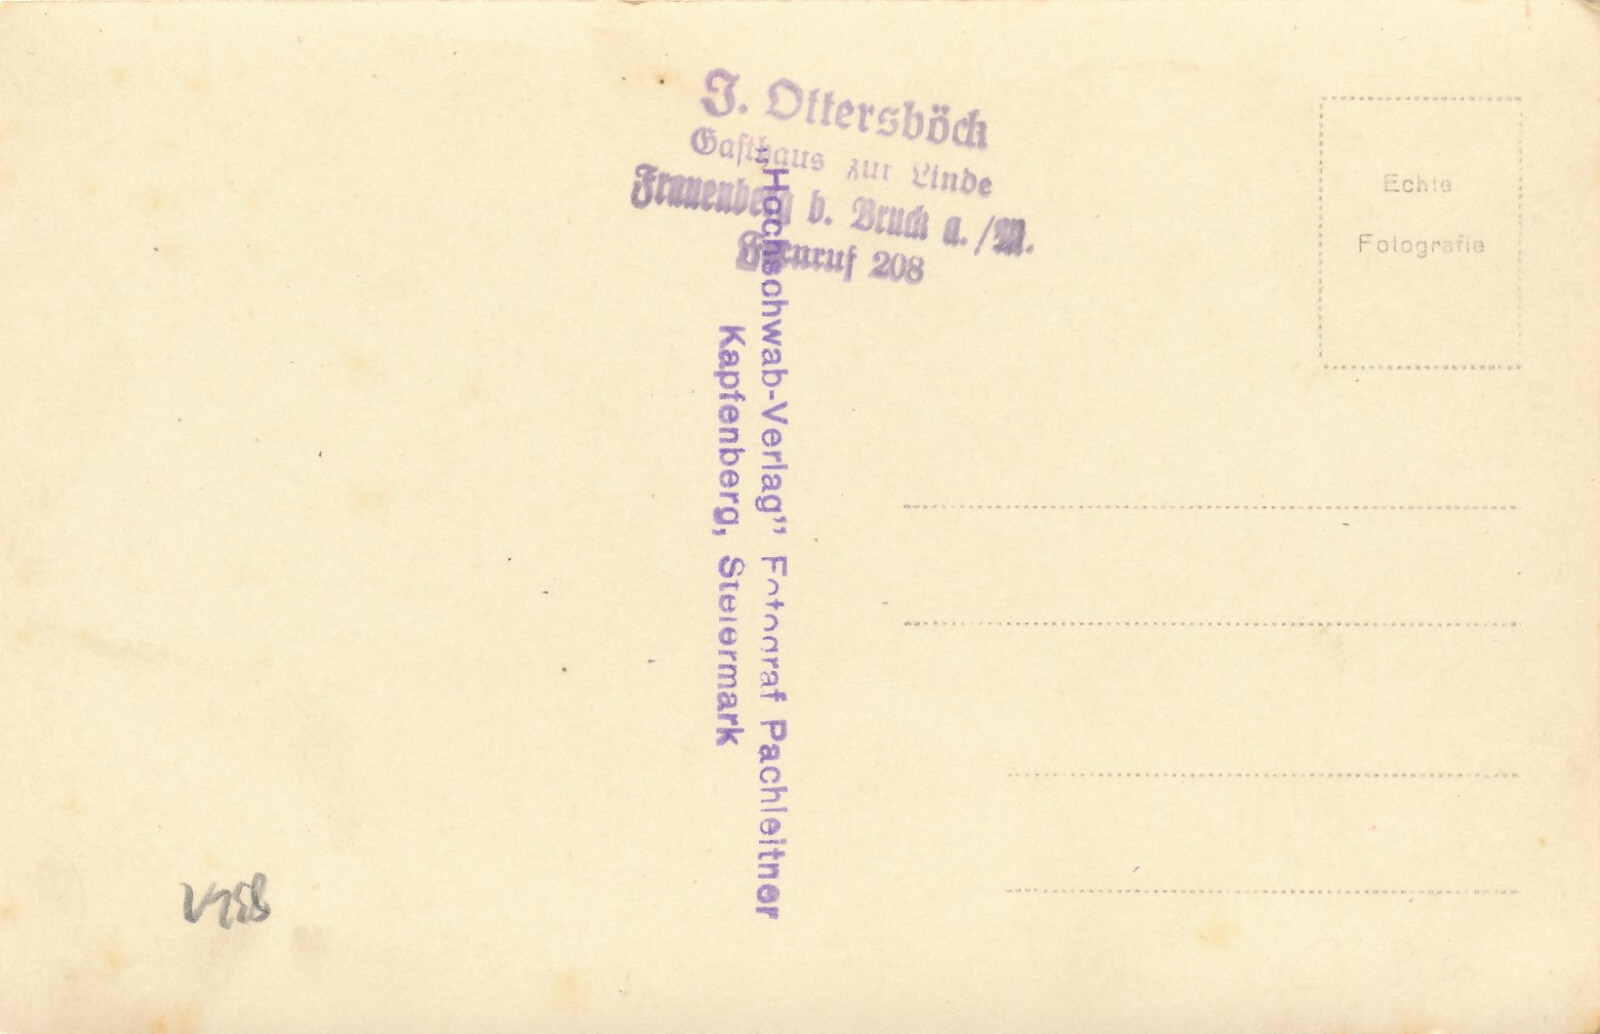 J. Ottersböck
Gasthaus zur Linde
Frauenberg b. Bruck a./M.
Fernruf 208
Echte
Fotografie
„Hochschwab-Verlag” Fotograf Pachleitner
Kapfenberg, Steiermark